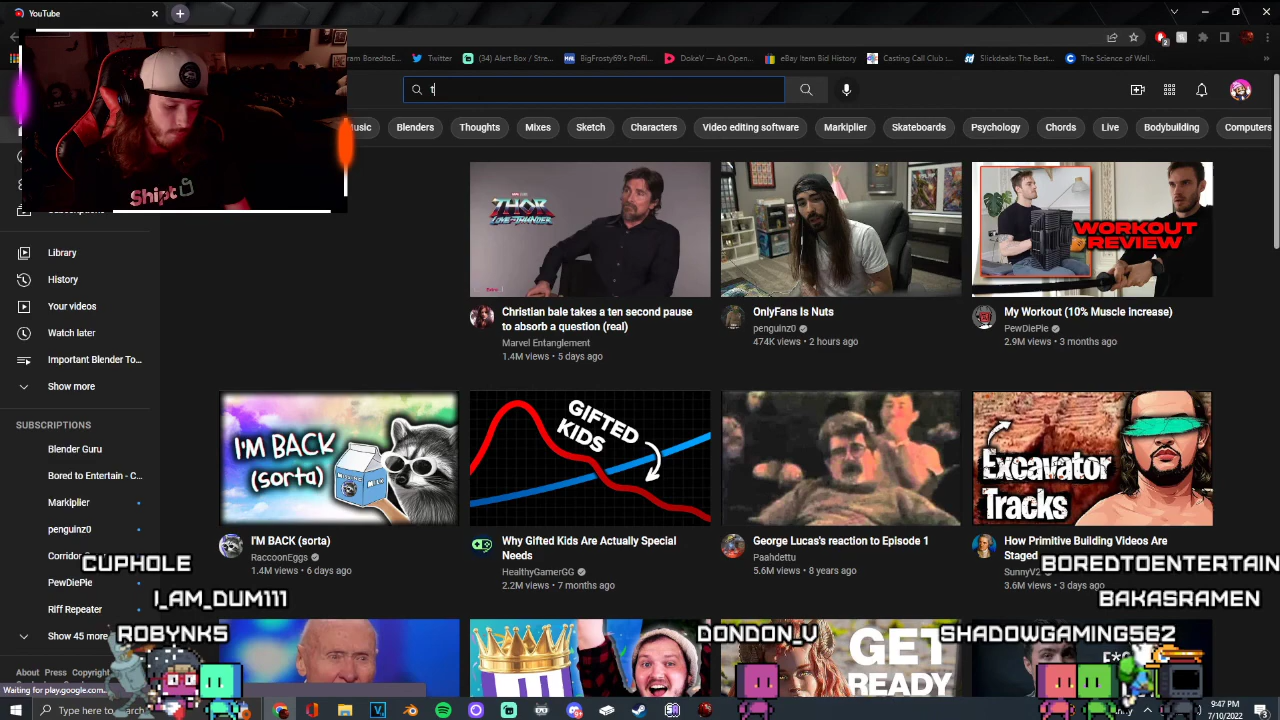 YouTube
ram BoredtoE...
Twitter
(34) Alert Box / Stre...
BigFrosty69's Profil...
DokeV — An Open...
eBay Item Bid History
Casting Call Club :...
Slickdeals: The Best...
The Science of Well...
t
usic
Blenders
Thoughts
Mixes
Sketch
Characters
Video editing software
Markiplier
Skateboards
Psychology
Chords
Live
Bodybuilding
Computers
Shipt
THOR
LOVE AND THUNDER
WORKOUT
REVIEW
Library
History
Your videos
Watch later
Important Blender To...
Show more
Christian bale takes a ten second pause
to absorb a question (real)
Marvel Entanglement
1.4M views • 5 days ago
OnlyFans Is Nuts
penguinz0
474K views • 2 hours ago
My Workout (10% Muscle Increase)
PewDiePie
2.9M views • 3 months ago
SUBSCRIPTIONS
Blender Guru
Bored to Entertain - C...
Markiplier
penguinz0
Corridor
PewDiePie
Riff Repeater
Show 45 more
I'M BACK
(sorta)
GIFTED
KIDS
Excavator
Tracks
I'M BACK (sorta)
RaccoonEggs
1.4M views • 6 days ago
Why Gifted Kids Are Actually Special
Needs
HealthyGamerGG
2.2M views • 7 months ago
George Lucas's reaction to Episode 1
Paahdettu
5.6M views • 8 years ago
How Primitive Building Videos Are
Staged
SunnyV2
3.6M views • 3 days ago
CUPHOLE
I_AM_DUM111
ROBYNK5
DONDON_V
BOREDTOENTERTAIN
BAKASRAMEN
SHADOWGAMING562
GET
READY
About Press Copyright
Waiting for play.google.com...
Type here to search
9:47 PM
7/10/2022